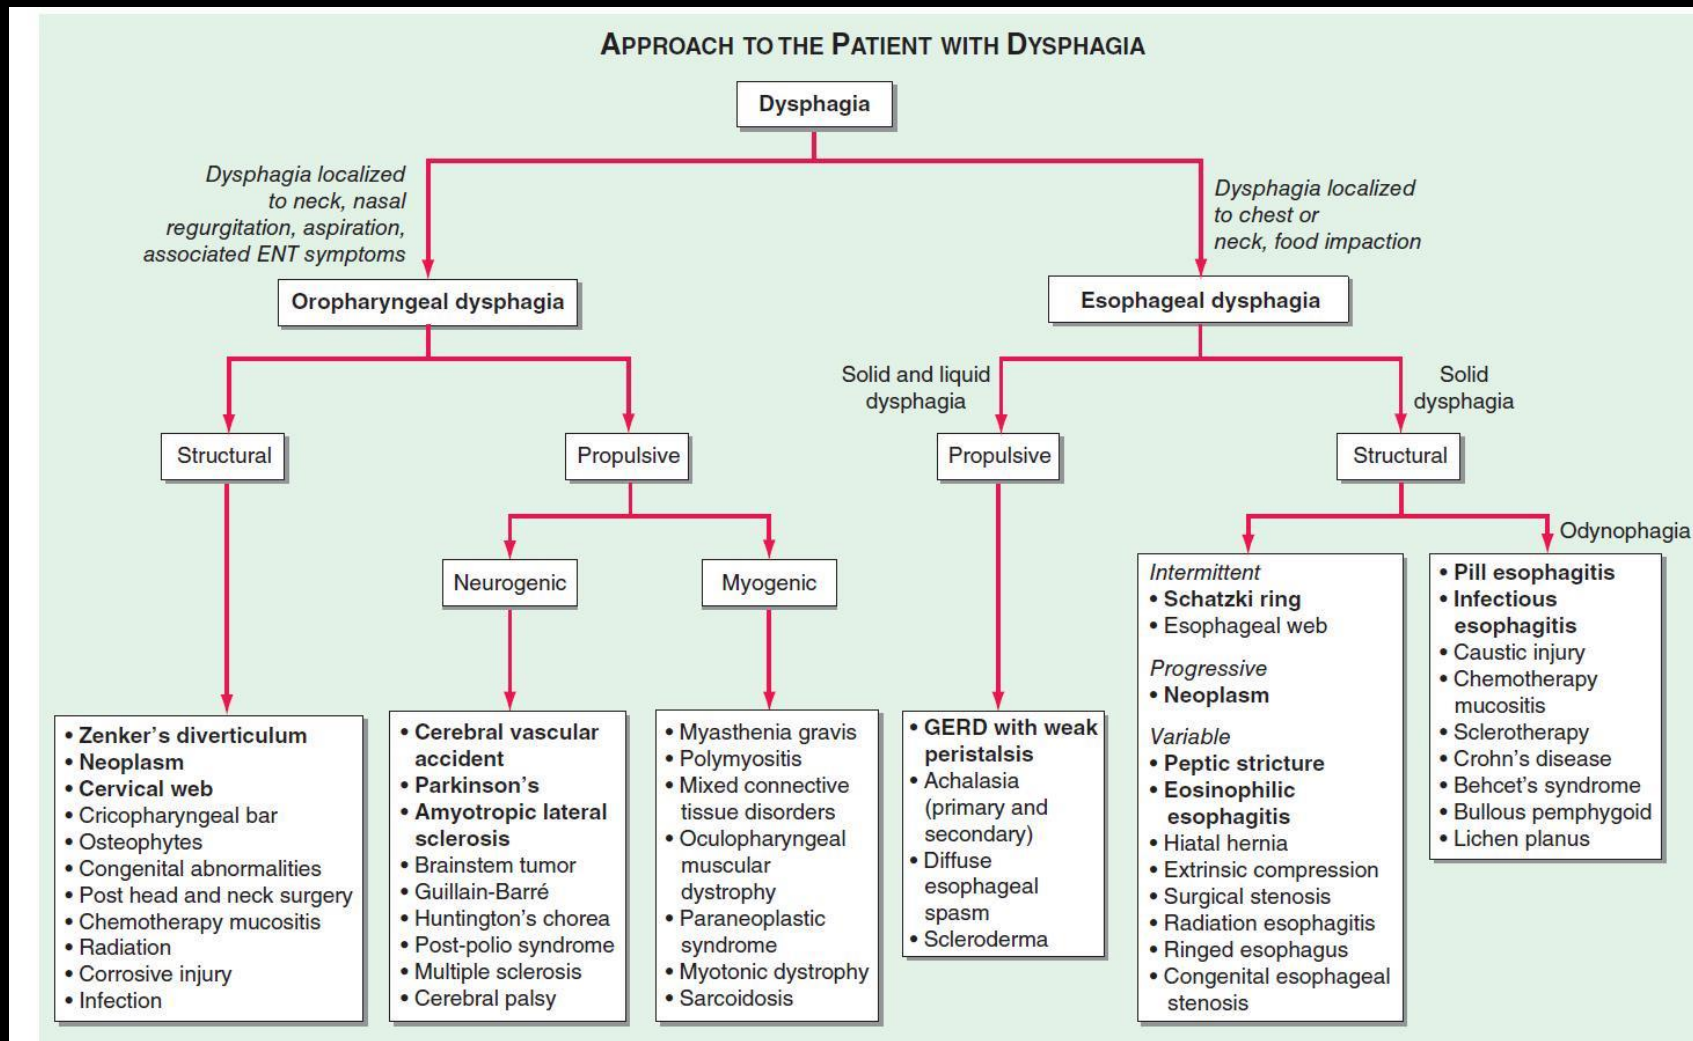 APPROACH TO THE PATIENT WITH DYSPHAGIA
Dysphagia
Dysphagia localized
to neck, nasal
regurgitation, aspiration,
associated ENT symptoms
Dysphagia localized
to chest or
neck, food impaction
Oropharyngeal dysphagia
Esophageal dysphagia
Solid and liquid
dysphagia
Solid
dysphagia
Structural
Propulsive
Propulsive
Structural
Neurogenic
Myogenic
Odynophagia
• Zenker's diverticulum
• Neoplasm
• Cervical web
• Cricopharyngeal bar
• Osteophytes
• Congenital abnormalities
• Post head and neck surgery
• Chemotherapy mucositis
• Radiation
• Corrosive injury
• Infection
• Cerebral vascular
accident
• Parkinson's
• Amyotropic lateral
sclerosis
• Brainstem tumor
• Guillain-Barré
• Huntington's chorea
• Post-polio syndrome
• Multiple sclerosis
• Cerebral palsy
• Myasthenia gravis
• Polymyositis
• Mixed connective
tissue disorders
• Oculopharyngeal
muscular
dystrophy
• Paraneoplastic
syndrome
• Myotonic dystrophy
• Sarcoidosis
• GERD with weak
peristalsis
• Achalasia
(primary and
secondary)
• Diffuse
esophageal
spasm
• Scleroderma
Intermittent
• Schatzki ring
• Esophageal web
Progressive
• Neoplasm
Variable
• Peptic stricture
• Eosinophilic
esophagitis
• Hiatal hernia
• Extrinsic compression
• Surgical stenosis
• Radiation esophagitis
• Ringed esophagus
• Congenital esophageal
stenosis
• Pill esophagitis
• Infectious
esophagitis
• Caustic injury
• Chemotherapy
mucositis
• Sclerotherapy
• Crohn's disease
• Behcet's syndrome
• Bullous pemphygoid
• Lichen planus